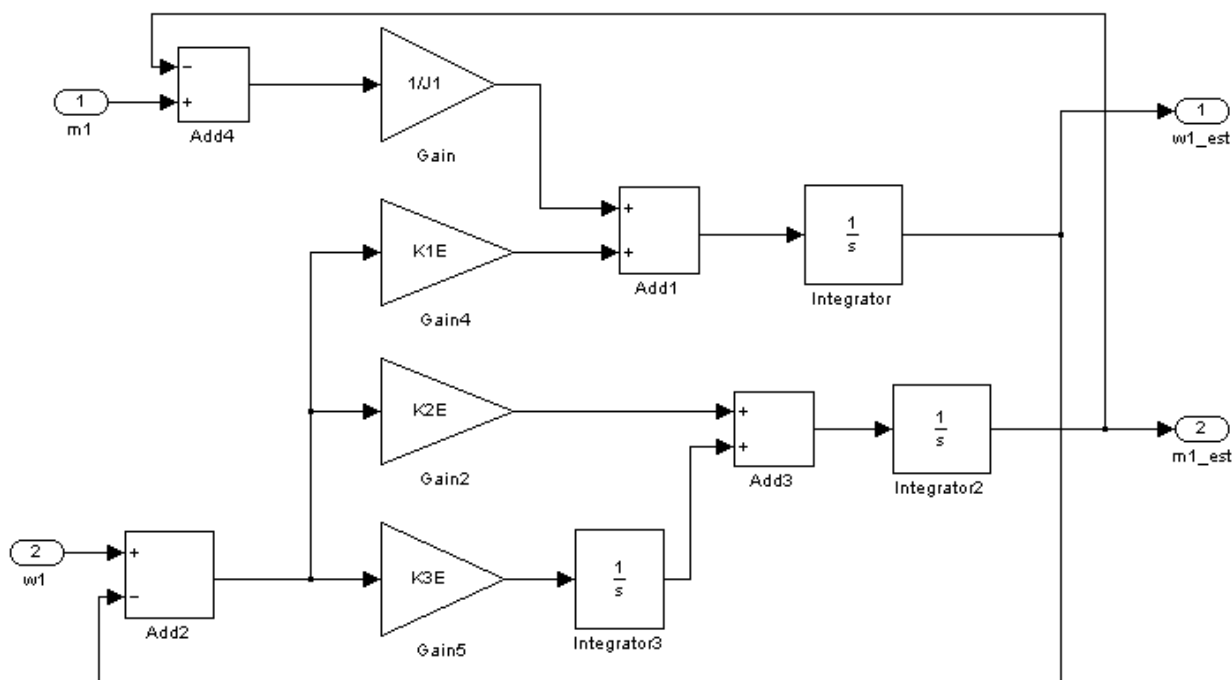 −
1
+
m1
Add4
1/J1
Gain
1
w1_est
+
+
Add1
1
s
Integrator
K1E
Gain4
K2E
Gain2
+
+
Add3
1
s
Integrator2
2
m1_est
2
w1
+
−
Add2
K3E
Gain5
1
s
Integrator3